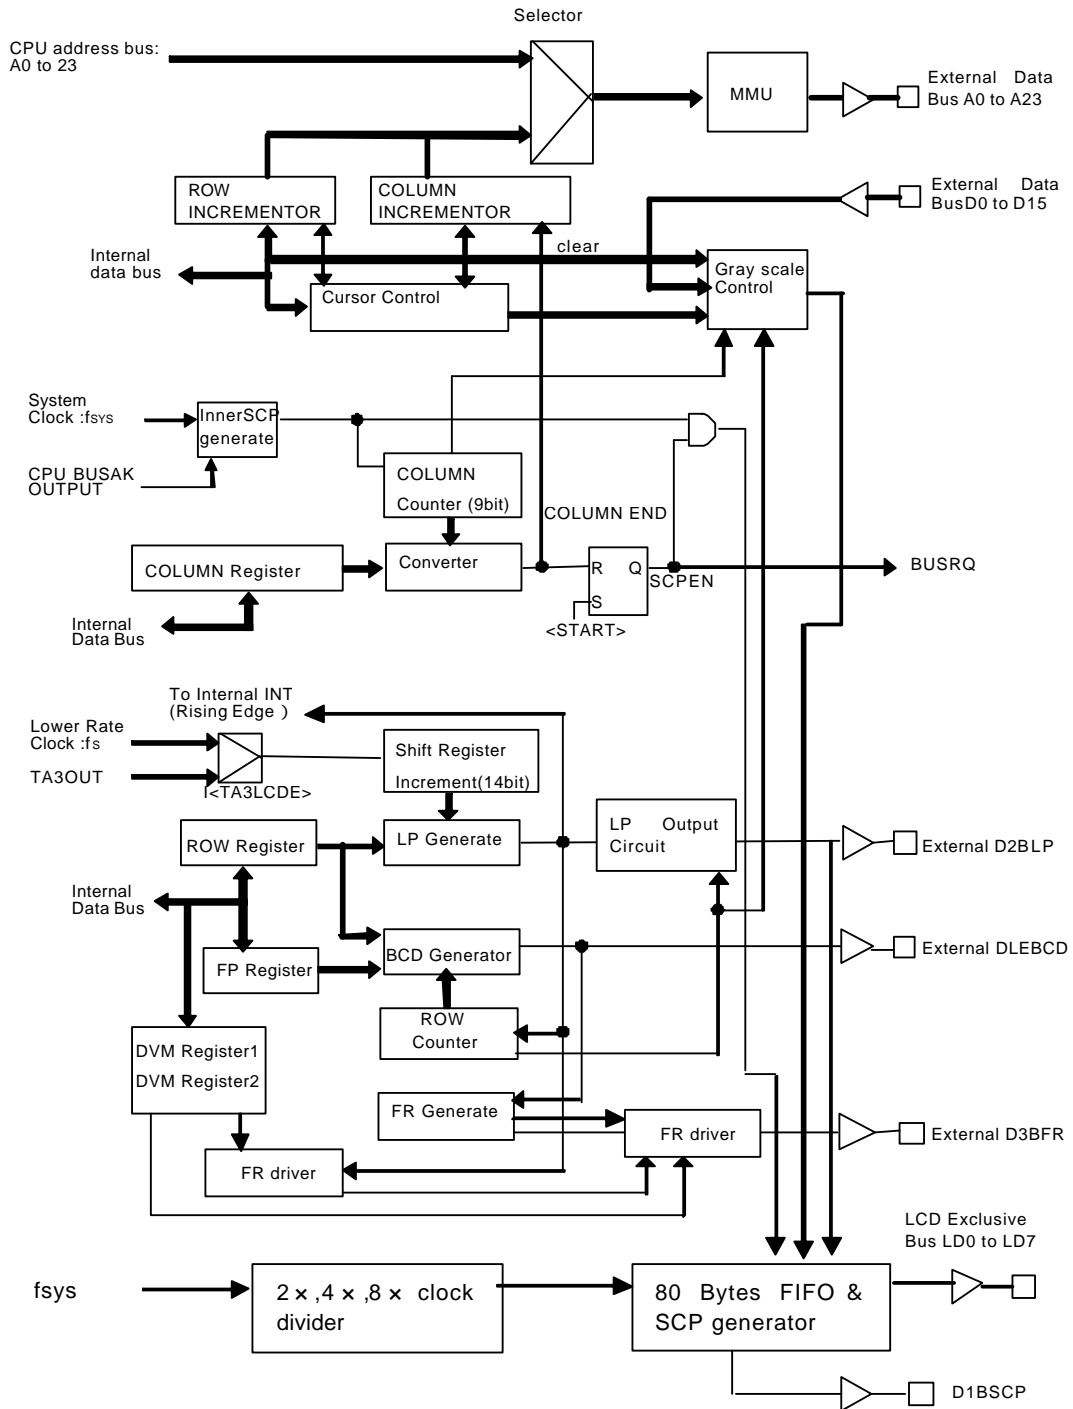 Selector
CPU address bus:
A0 to 23
MMU
External Data
Bus A0 to A23
ROW
INCREMENTOR
COLUMN
INCREMENTOR
External Data
BusD0 to D15
clear
Internal
data bus
Gray scale
Control
Cursor Control
System
Clock :fSYS
InnerSCP
generate
CPU BUSAK
OUTPUT
COLUMN
Counter (9bit)
COLUMN END
COLUMN Register
Converter
R Q
S
SCPEN
BUSRQ
<START>
Internal
Data Bus
To Internal INT
(Rising Edge )
Lower Rate
Clock :fs
TA3OUT
I<TA3LCDE>
Shift Register
Increment(14bit)
ROW Register
LP Generate
LP Output
Circuit
External D2BLP
Internal
Data Bus
FP Register
BCD Generator
External DLEBCD
ROW
Counter
DVM Register1
DVM Register2
FR Generate
FR driver
External D3BFR
FR driver
LCD Exclusive
Bus LD0 to LD7
fsys
2 × ,4 × ,8 × clock
divider
80 Bytes FIFO &
SCP generator
D1BSCP